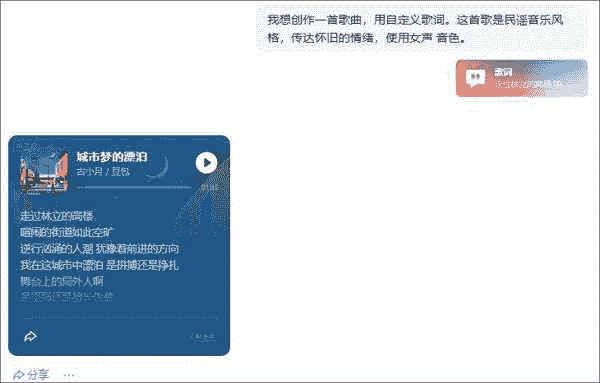 我想创作一首歌曲，用自定义歌词。这首歌是民谣音乐风
格，传达怀旧的情绪，使用女声 音色。
歌词
城市梦的漂泊
古小月 / 豆包
走过林立的高楼
喧闹的街道如此空旷
逆行汹涌的人潮 犹豫着前进的方向
我在这城市中漂泊 是拼搏还是挣扎
舞台上的局外人啊
分享